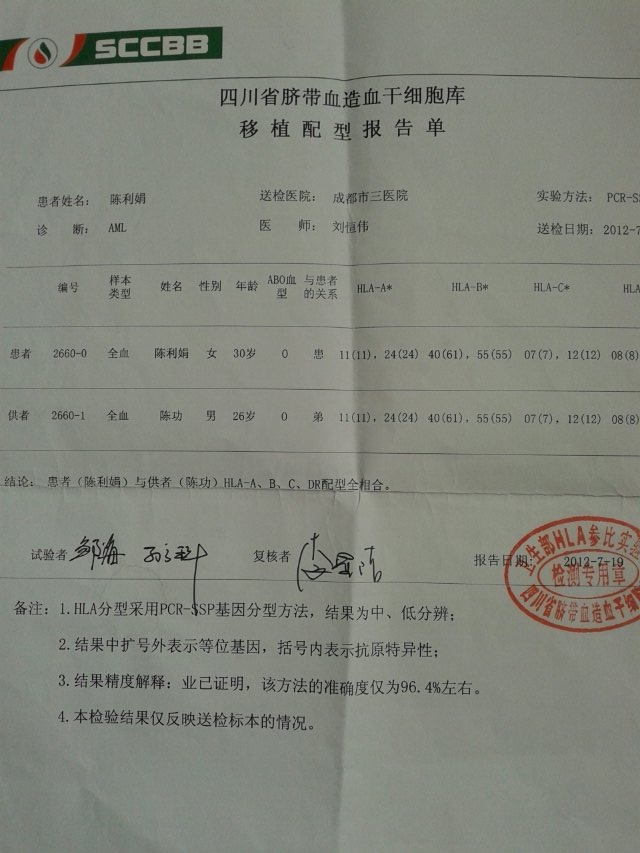 SCCBB
四川省脐带血造血干细胞库
移植配型报告单
患者姓名： 陈利娟 送检医院： 成都市三医院 实验方法： PCR-S
诊 断： AML 医 师： 刘恒伟 送检日期：2012-7
编号 样本类型 姓名 性别 年龄 ABO血型 与患者的关系 HLA-A* HLA-B* HLA-C* HLA
患者 2660-0 全血 陈利娟 女 30岁 O 患 11(11), 24(24) 40(61), 55(55) 07(7), 12(12) 08(8)
供者 2660-1 全血 陈功 男 26岁 O 弟 11(11), 24(24) 40(61), 55(55) 07(7), 12(12) 08(8)
结论： 患者（陈利娟）与供者（陈功）HLA-A、B、C、DR配型全相合。
试验者 邹海 复核者 报告日期： 2012-7-19
卫生部HLA参比实验
检测专用章
四川省脐带血造血干细胞
备注：1.HLA分型采用PCR-SSP基因分型方法，结果为中、低分辨；
2.结果中扩号外表示等位基因，括号内表示抗原特异性；
3.结果精度解释：业已证明，该方法的准确度仅为96.4%左右。
4.本检验结果仅反映送检标本的情况。